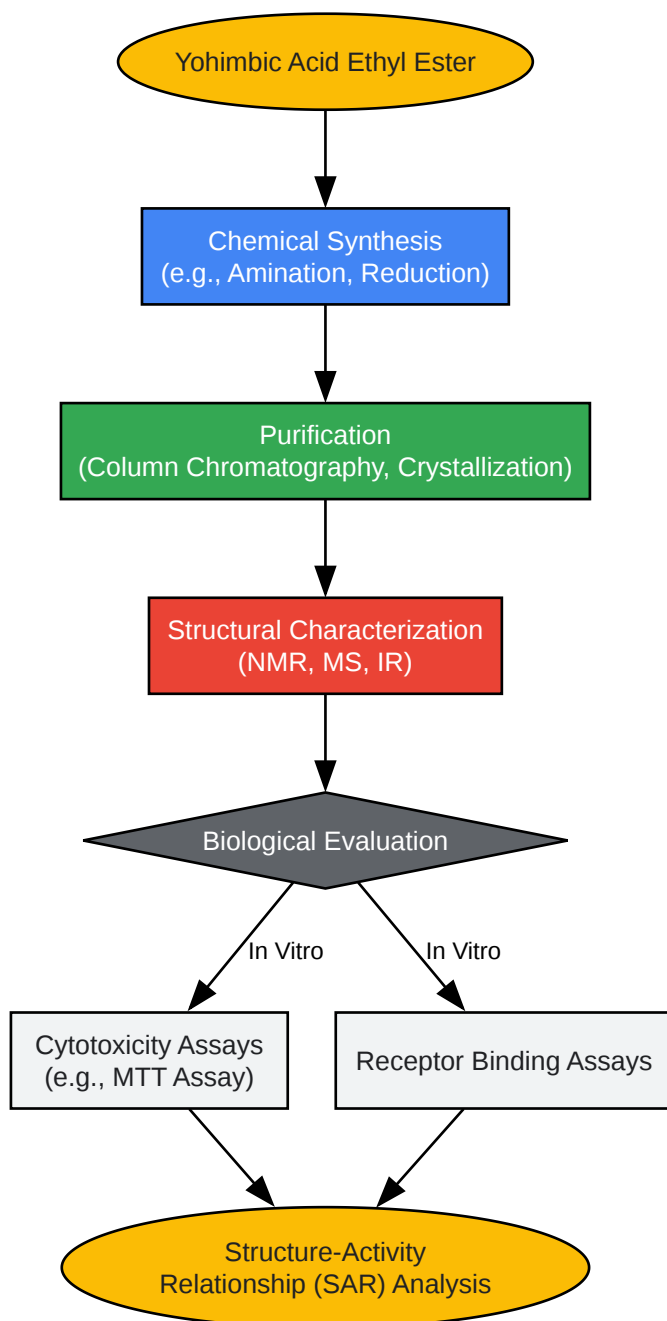 Yohimbic Acid Ethyl Ester
Chemical Synthesis
(e.g., Amination, Reduction)
Purification
(Column Chromatography, Crystallization)
Structural Characterization
(NMR, MS, IR)
Biological Evaluation
In Vitro
In Vitro
Cytotoxicity Assays
(e.g., MTT Assay)
Receptor Binding Assays
Structure-Activity
Relationship (SAR) Analysis